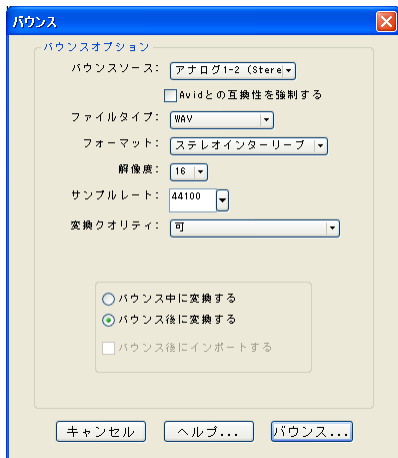 バウンス
バウンスオプション
バウンスソース: アナログ1-2 (Stere
Avidとの互換性を強制する
ファイルタイプ: WAV
フォーマット: ステレオインターリーブ
解像度: 16
サンプルレート: 44100
変換クオリティ: 可
バウンス中に変換する
バウンス後に変換する
バウンス後にインポートする
キャンセル ヘルプ... バウンス...